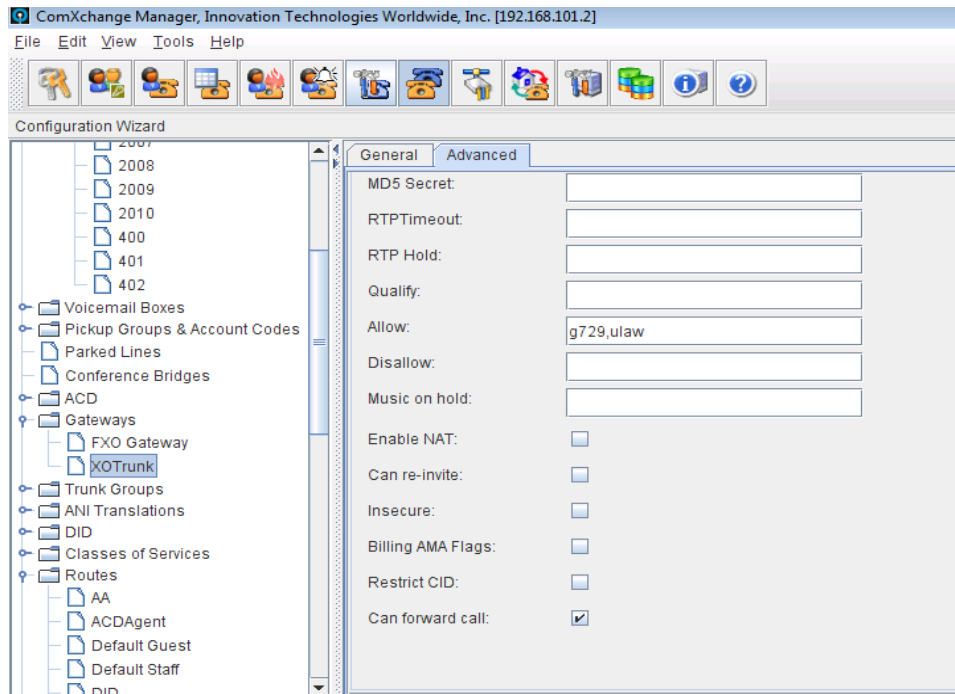 ComXchange Manager, Innovation Technologies Worldwide, Inc. [192.168.101.2]
File Edit View Tools Help
Configuration Wizard
2007
2008
2009
2010
400
401
402
Voicemail Boxes
Pickup Groups & Account Codes
Parked Lines
Conference Bridges
ACD
Gateways
FXO Gateway
XOTrunk
Trunk Groups
ANI Translations
DID
Classes of Services
Routes
AA
ACDAgent
Default Guest
Default Staff
DID
General Advanced
MD5 Secret:
RTPTimeout:
RTP Hold:
Qualify:
Allow: g729,ulaw
Disallow:
Music on hold:
Enable NAT:
Can re-invite:
Insecure:
Billing AMA Flags:
Restrict CID:
Can forward call: